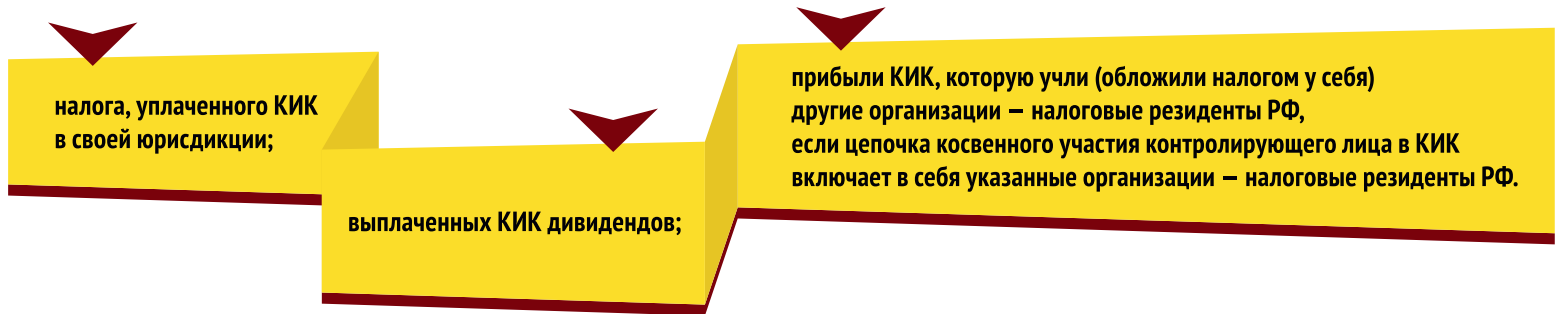 налога, уплаченного КИК
в своей юрисдикции;
выплаченных КИК дивидендов;
прибыли КИК, которую учли (обложили налогом у себя)
другие организации — налоговые резиденты РФ,
если цепочка косвенного участия контролирующего лица в КИК
включает в себя указанные организации — налоговые резиденты РФ.